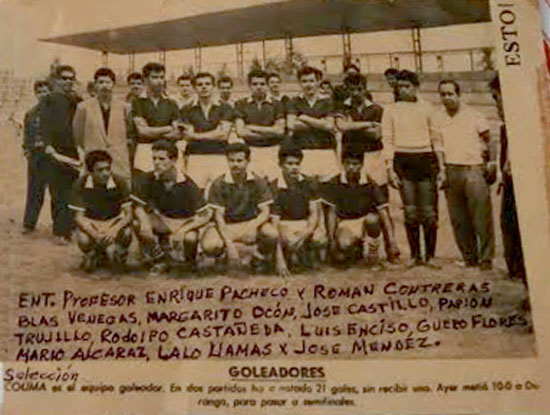 ESTO!
ENT. PROFESOR ENRIQUE PACHECO Y ROMAN CONTRERAS
BLAS VENEGAS, MARGARITO OCÓN, JOSE CASTILLO, PAPION
TRUJILLO, RODOLFO CASTAÑEDA, LUIS ENCISO, GUERO FLORES
MARIO ALCARAZ, LALO LLAMAS Y JOSE MENDÉZ.
Selección
GOLEADORES
COLIMA es el equipo goleador. En dos partidos ha anotado 21 goles, sin recibir uno. Ayer metió 10-0 a Du
rango, para pasar a semifinales.